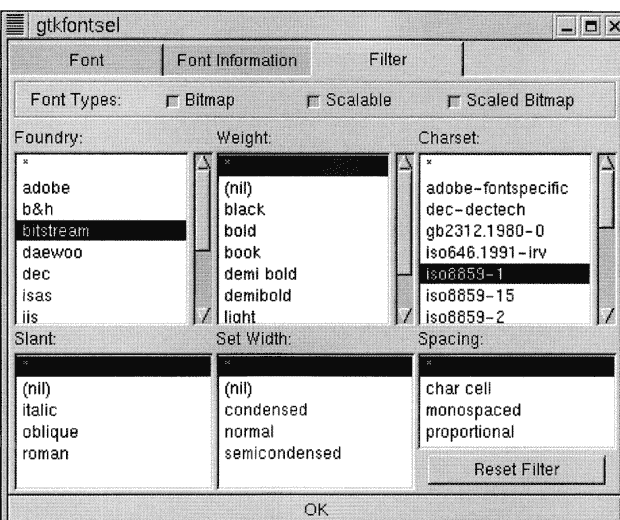 gtkfontsel
Font Font Information Filter
Font Types: Bitmap Scalable Scaled Bitmap
Foundry:
*
adobe
b&h
bitstream
daewoo
dec
isas
jis
Weight:
*
(nil)
black
bold
book
demi bold
demibold
light
Charset:
*
adobe-fontspecific
dec-dectech
gb2312.1980-0
iso646.1991-irv
iso8859-1
iso8859-15
iso8859-2
Slant:
*
(nil)
italic
oblique
roman
Set Width:
*
(nil)
condensed
normal
semicondensed
Spacing:
*
char cell
monospaced
proportional
Reset Filter
OK